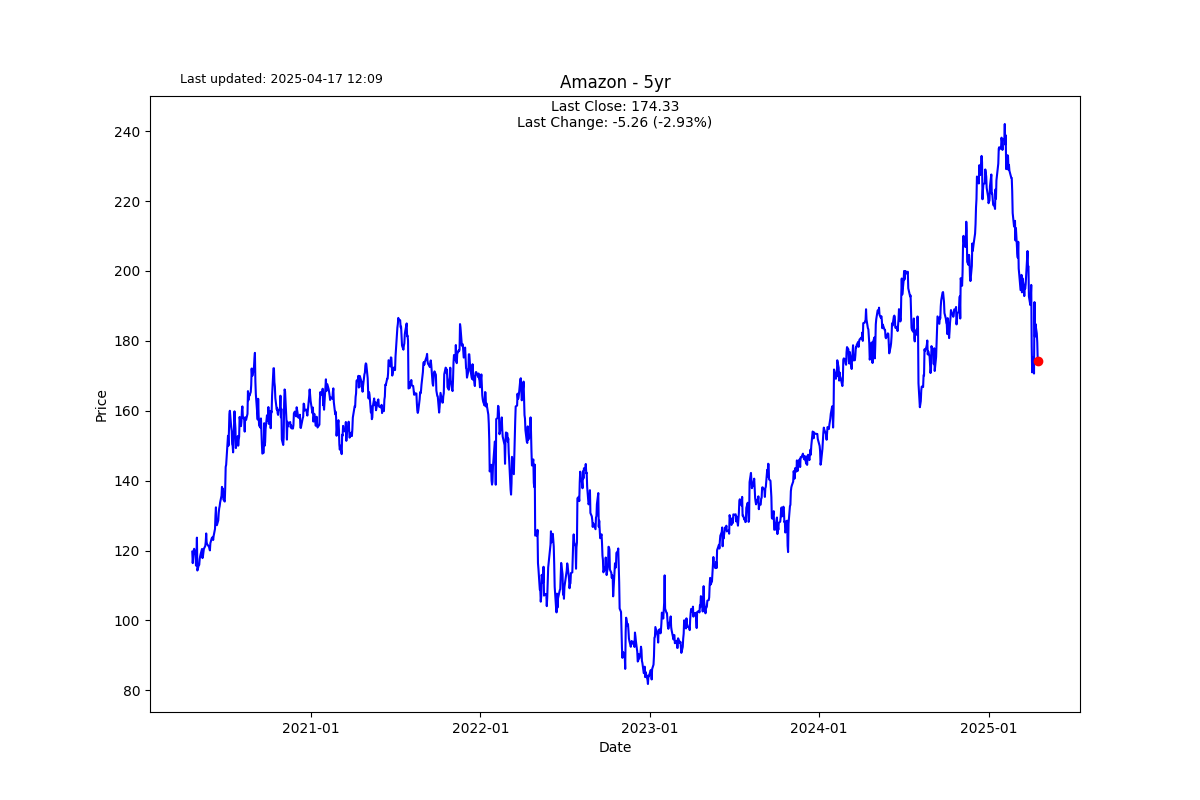 Last updated: 2025-04-17 12:09
Amazon - 5yr
Last Close: 174.33
Last Change: -5.26 (-2.93%)
240
220
200
180
160
140
120
100
80
Price
2021-01
2022-01
2023-01
2024-01
2025-01
Date